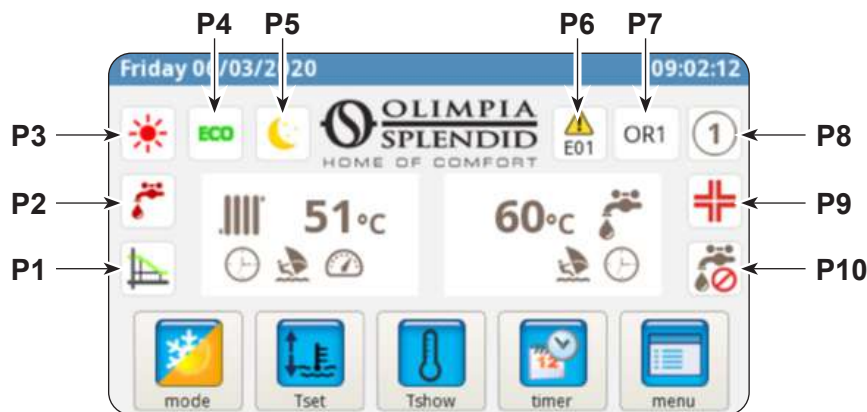 P4 P5 P6 P7
Friday 06/03/2020 09:02:12
P3 ECO OLIMPIA SPLENDID HOME OF COMFORT E01 OR1 1 P8
P2 51°C 60°C P9
P1 P10
12
mode Tset Tshow timer menu